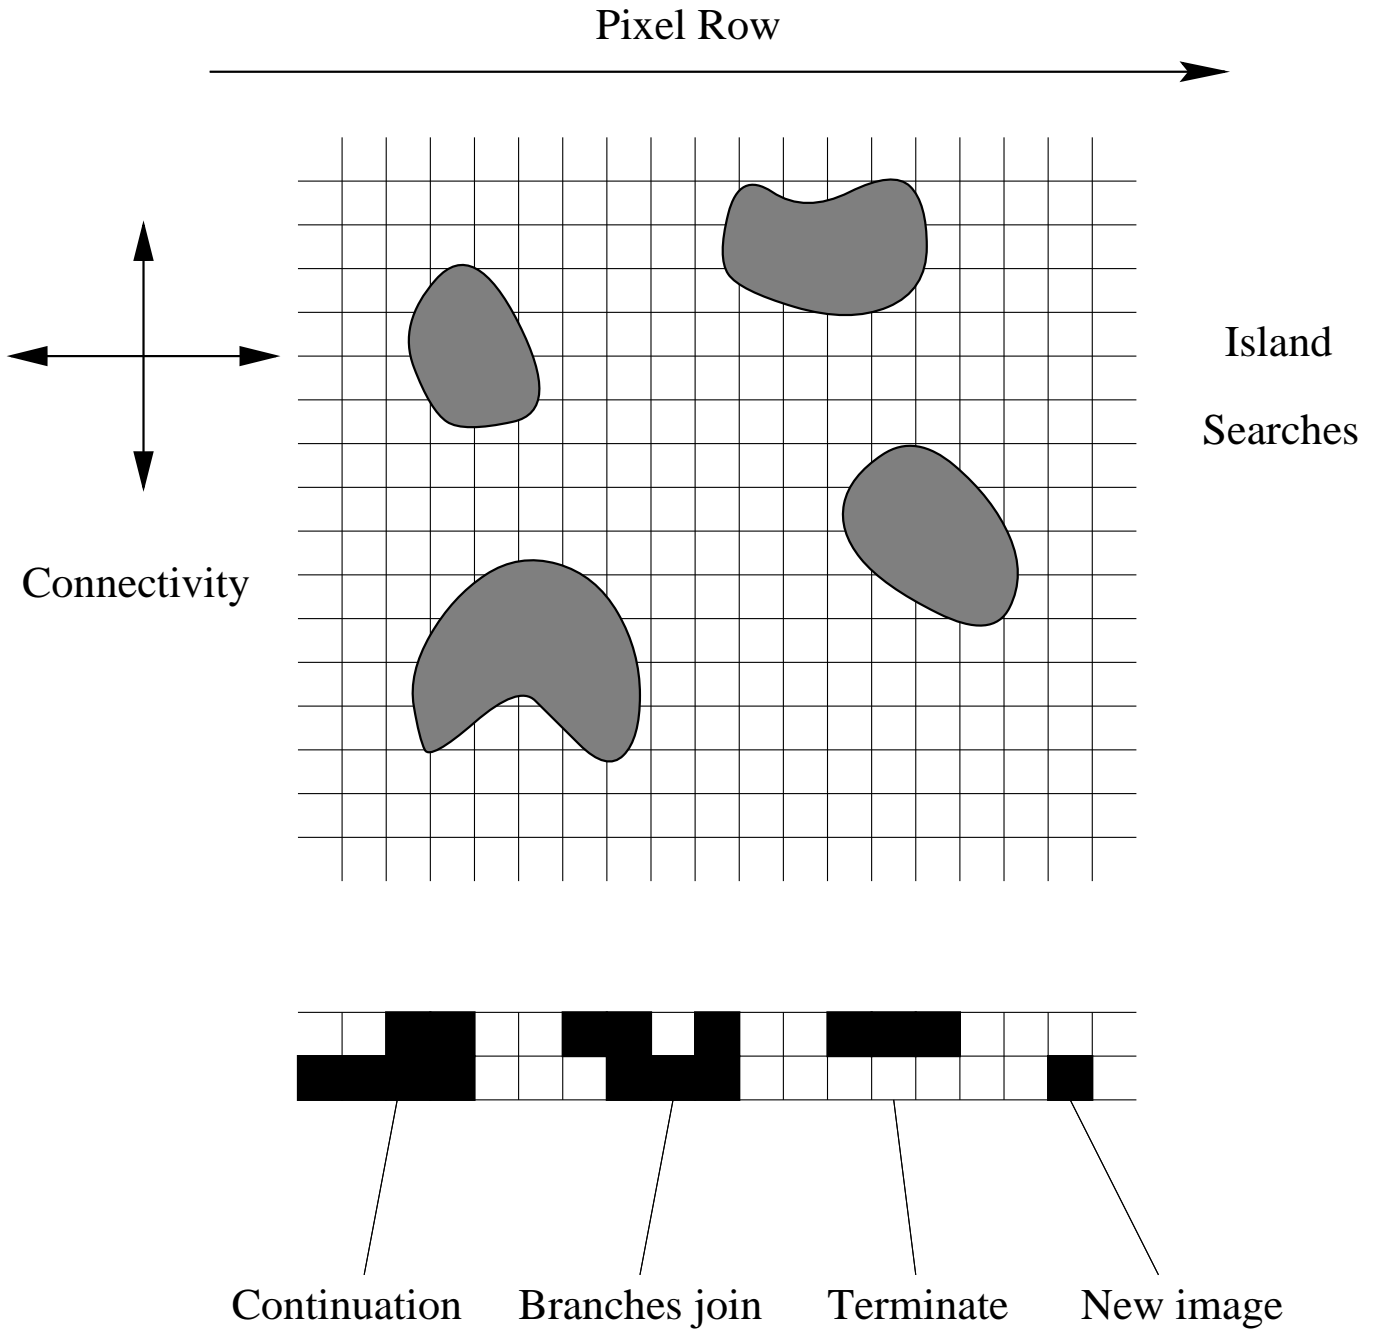 Pixel Row
Island
Searches
Connectivity
Continuation
Branches join
Terminate
New image